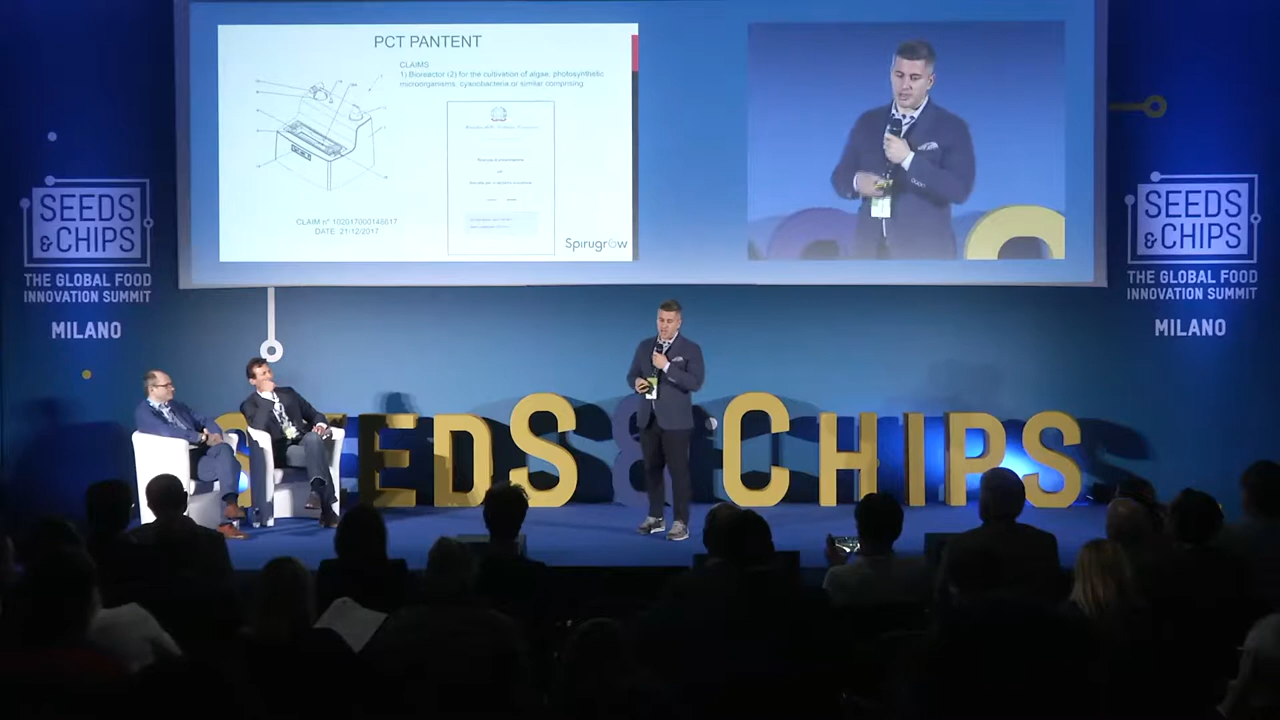 PCT PANTENT
CLAIMS
1) Bioreactor (2) for the cultivation of algae, photosynthetic
microorganisms, cyanobacteria or similar comprising
CLAIM n° 102017000148617
DATE 21/12/2017
Spirugrow
SEEDS
&CHIPS
THE GLOBAL FOOD
INNOVATION SUMMIT
MILANO
SEEDS
&CHIPS
THE GLOBAL FOOD
INNOVATION SUMMIT
MILANO
SEEDS & CHIPS